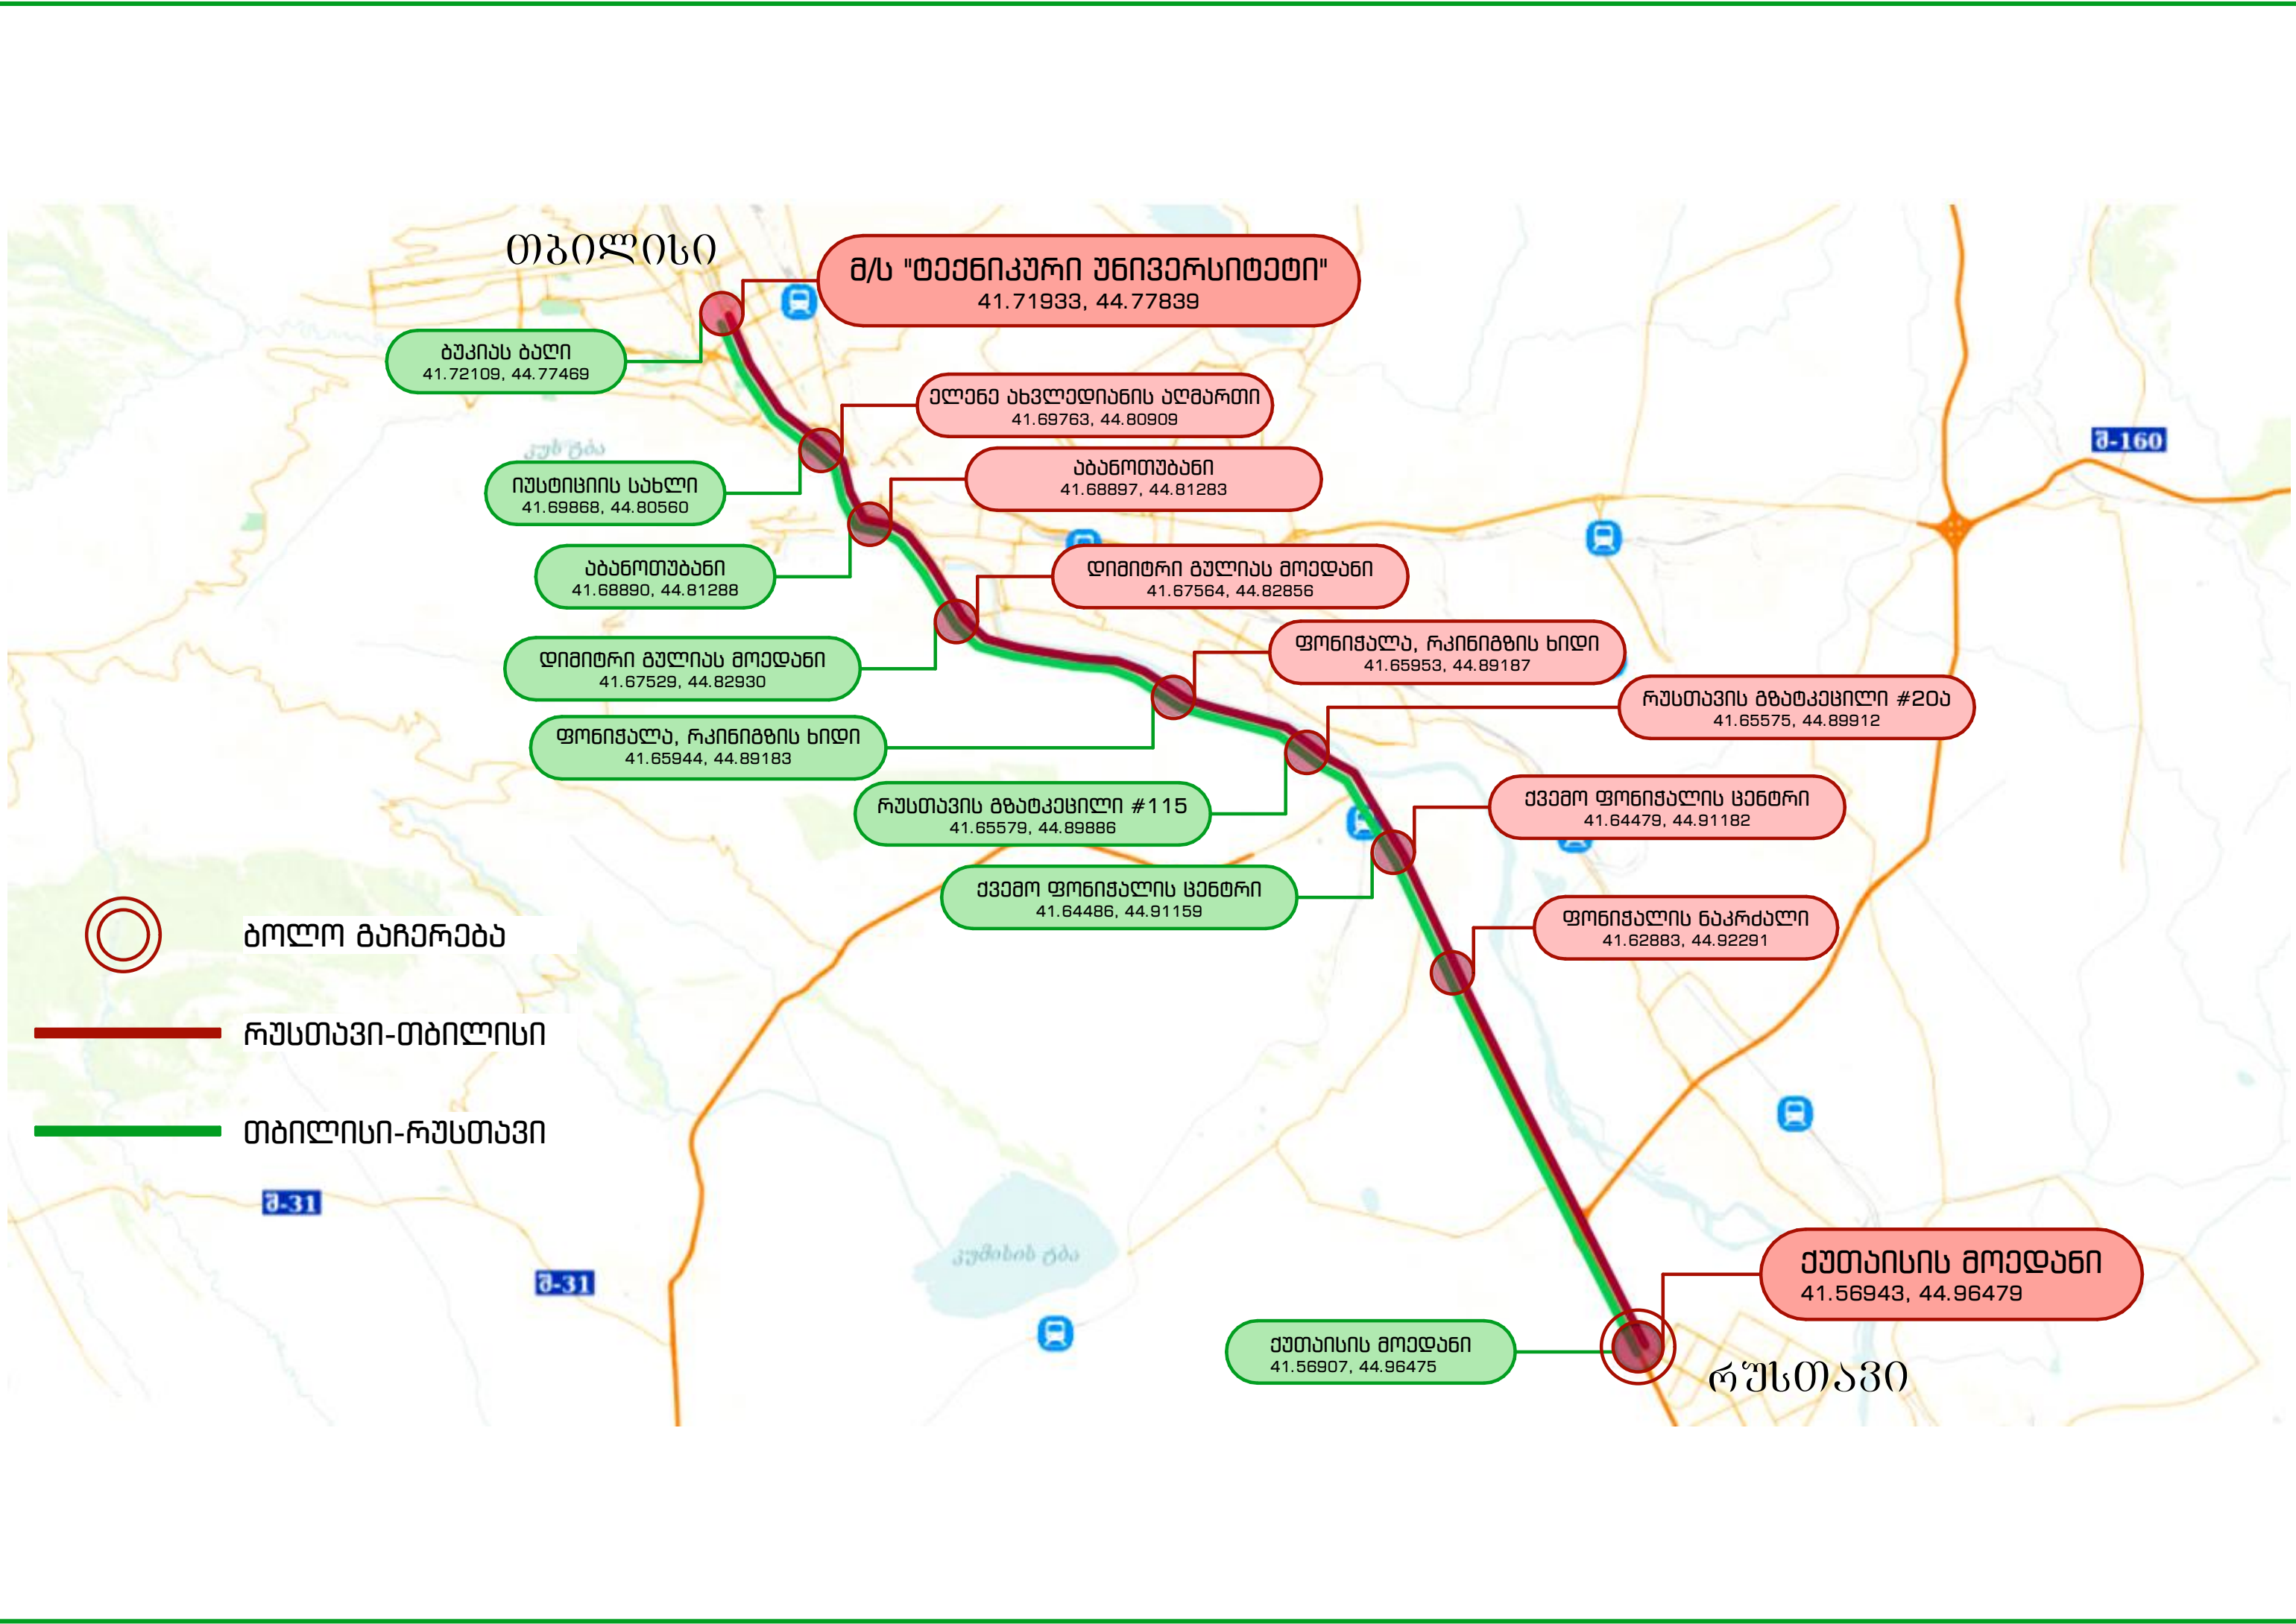 თბილისი
მ/ს "ტექნიკური უნივერსიტეტი"
41.71933, 44.77839
ბუკიას ბაღი
41.72109, 44.77469
ელენე ახვლედიანის აღმართი
41.69763, 44.80909
შ-160
კუს ტბა
აბანოთუბანი
41.68897, 44.81283
იუსტიციის სახლი
41.69868, 44.80560
აბანოთუბანი
41.68890, 44.81288
დიმიტრი გულიას მოედანი
41.67564, 44.82856
დიმიტრი გულიას მოედანი
41.67529, 44.82930
ფონიჭალა, რკინიგზის ხიდი
41.65953, 44.89187
რუსთავის გზატკეცილი #20ა
41.65575, 44.89912
ფონიჭალა, რკინიგზის ხიდი
41.65944, 44.89183
რუსთავის გზატკეცილი #115
41.65579, 44.89886
ქვემო ფონიჭალის ცენტრი
41.64479, 44.91182
ქვემო ფონიჭალის ცენტრი
41.64486, 44.91159
ფონიჭალის ნაკრძალი
41.62883, 44.92291
ბოლო გაჩერება
რუსთავი-თბილისი
თბილისი-რუსთავი
შ-31
შ-31
კუმისის ტბა
ქუთაისის მოედანი
41.56943, 44.96479
ქუთაისის მოედანი
41.56907, 44.96475
რუსთავი